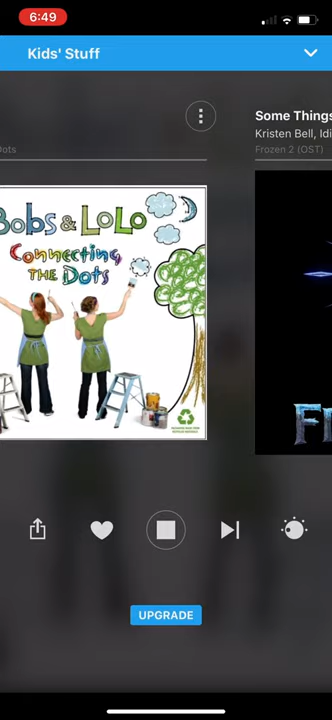 6:49
Kids' Stuff
Dots
Some Things
Kristen Bell, Idi
Frozen 2 (OST)
Bobs & LoLo
Connecting
THE Dots
FR
UPGRADE